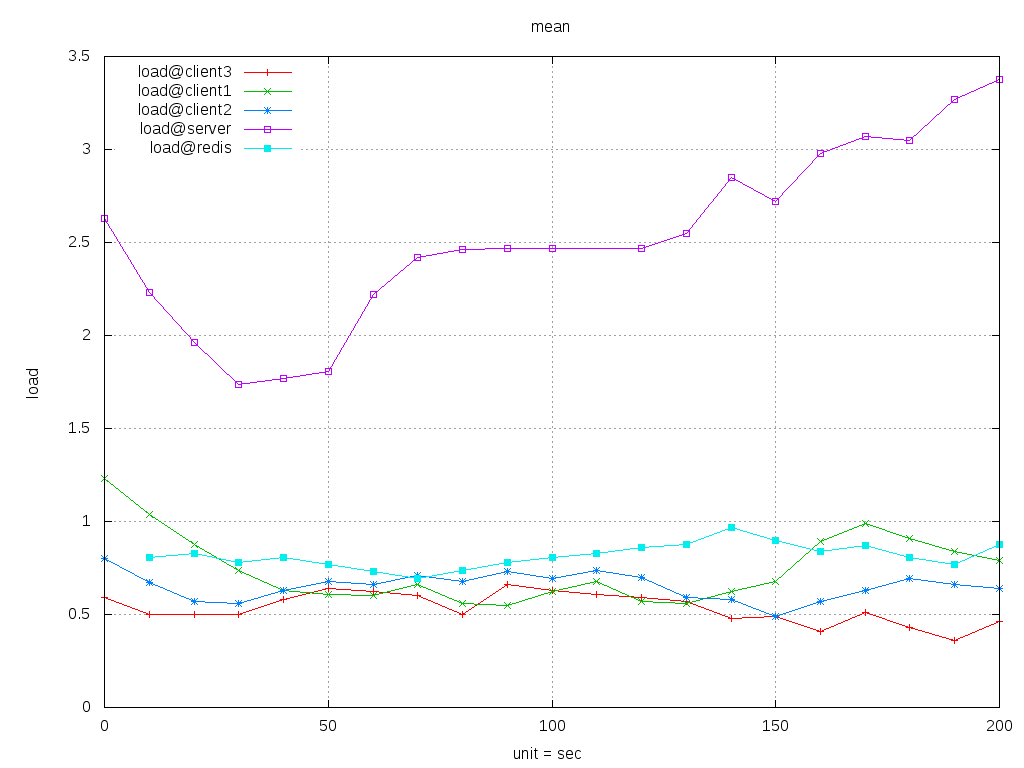 mean
3.5
3
2.5
2
1.5
1
0.5
0
load
load@client3
load@client1
load@client2
load@server
load@redis
0 50 100 150 200
unit = sec